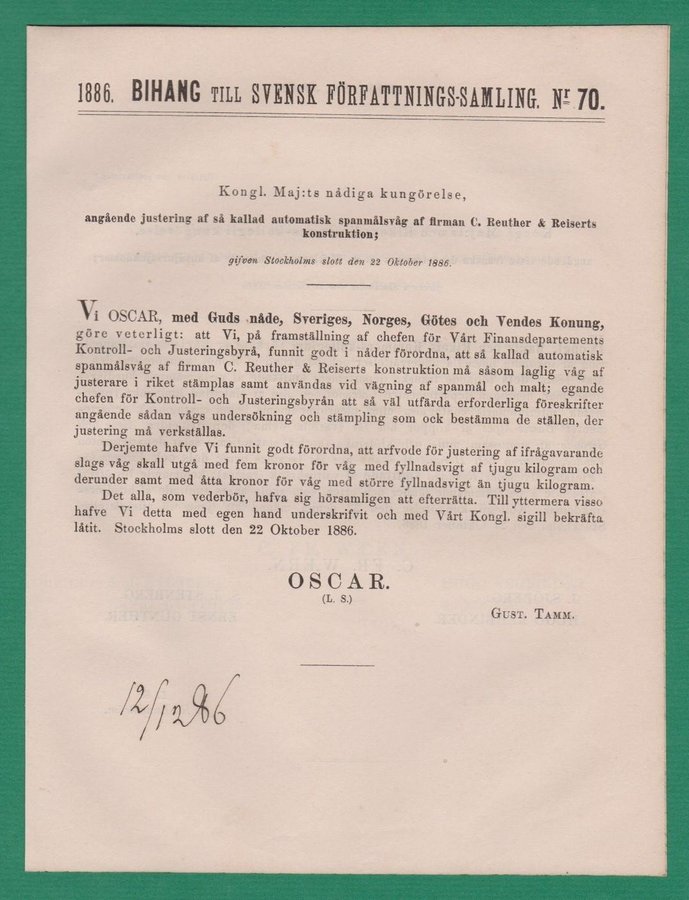 1886. BIHANG TILL SVENSK FÖRFATTNINGS-SAMLING. Nr 70.
Kongl. Maj:ts nådiga kungörelse,
angående justering af så kallad automatisk spanmålsvåg af firman C. Reuther & Reiserts
konstruktion;
gifven Stockholms slott den 22 Oktober 1886.
Vi OSCAR, med Guds nåde, Sveriges, Norges, Götes och Vendes Konung,
göre veterligt: att Vi, på framställning af chefen för Vårt Finansdepartements
Kontroll- och Justeringsbyrå, funnit godt i nåder förordna, att så kallad automatisk
spanmålsvåg af firman C. Reuther & Reiserts konstruktion må såsom laglig våg af
justerare i riket stämplas samt användas vid vägning af spanmål och malt; egande
chefen för Kontroll- och Justeringsbyrån att så väl utfärda erforderliga föreskrifter
angående sådan vågs undersökning och stämpling som ock bestämma de ställen, der
justering må verkställas.
Derjemte hafve Vi funnit godt förordna, att arfvode för justering af ifrågavarande
slags våg skall utgå med fem kronor för våg med fyllnadsvigt af tjugu kilogram och
derunder samt med åtta kronor för våg med större fyllnadsvigt än tjugu kilogram.
Det alla, som vederbör, hafva sig hörsamligen att efterrätta. Till yttermera visso
hafve Vi detta med egen hand underskrifvit och med Vårt Kongl. sigill bekräfta
låtit. Stockholms slott den 22 Oktober 1886.
OSCAR.
(L. S.)
GUST. TAMM.
12/12 86